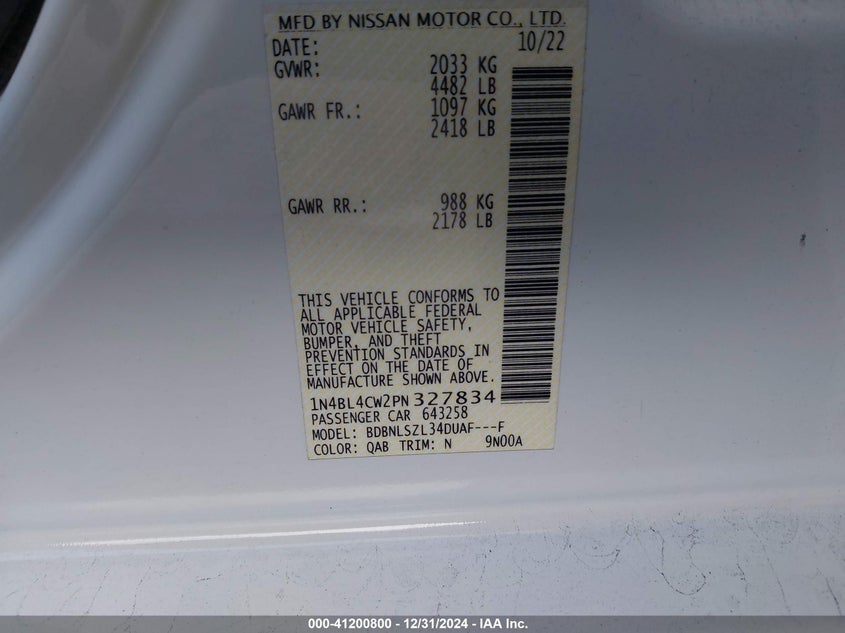 MFD BY NISSAN MOTOR CO., LTD.
DATE: 10/22
GVWR: 2033 KG
4482 LB
GAWR FR.: 1097 KG
2418 LB
GAWR RR.: 988 KG
2178 LB
THIS VEHICLE CONFORMS TO
ALL APPLICABLE FEDERAL
MOTOR VEHICLE SAFETY,
BUMPER, AND THEFT
PREVENTION STANDARDS IN
EFFECT ON THE DATE OF
MANUFACTURE SHOWN ABOVE.
1N4BL4CW2PN327834
PASSENGER CAR 643258
MODEL: BDBNLSZL34DUAF---F
COLOR: QAB TRIM: N 9N00A
000-41200800 - 12/31/2024 - IAA Inc.